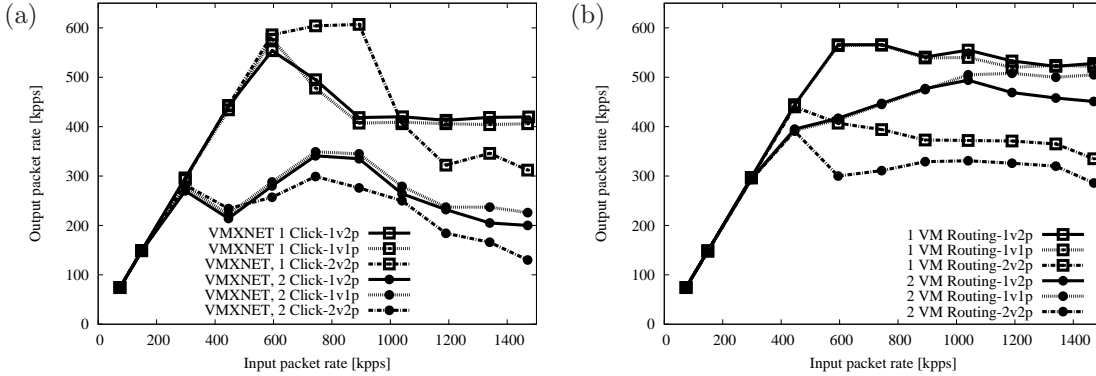 (a)
600
500
400
300
200
100
0
0 200 400 600 800 1000 1200 1400
Output packet rate [kpps]
Input packet rate [kpps]
VMXNET 1 Click-1v2p
VMXNET 1 Click-1v1p
VMXNET, 1 Click-2v2p
VMXNET, 2 Click-1v2p
VMXNET, 2 Click-1v1p
VMXNET, 2 Click-2v2p
(b)
600
500
400
300
200
100
0
0 200 400 600 800 1000 1200 1400
Output packet rate [kpps]
Input packet rate [kpps]
1 VM Routing-1v2p
1 VM Routing-1v1p
1 VM Routing-2v2p
2 VM Routing-1v2p
2 VM Routing-1v1p
2 VM Routing-2v2p